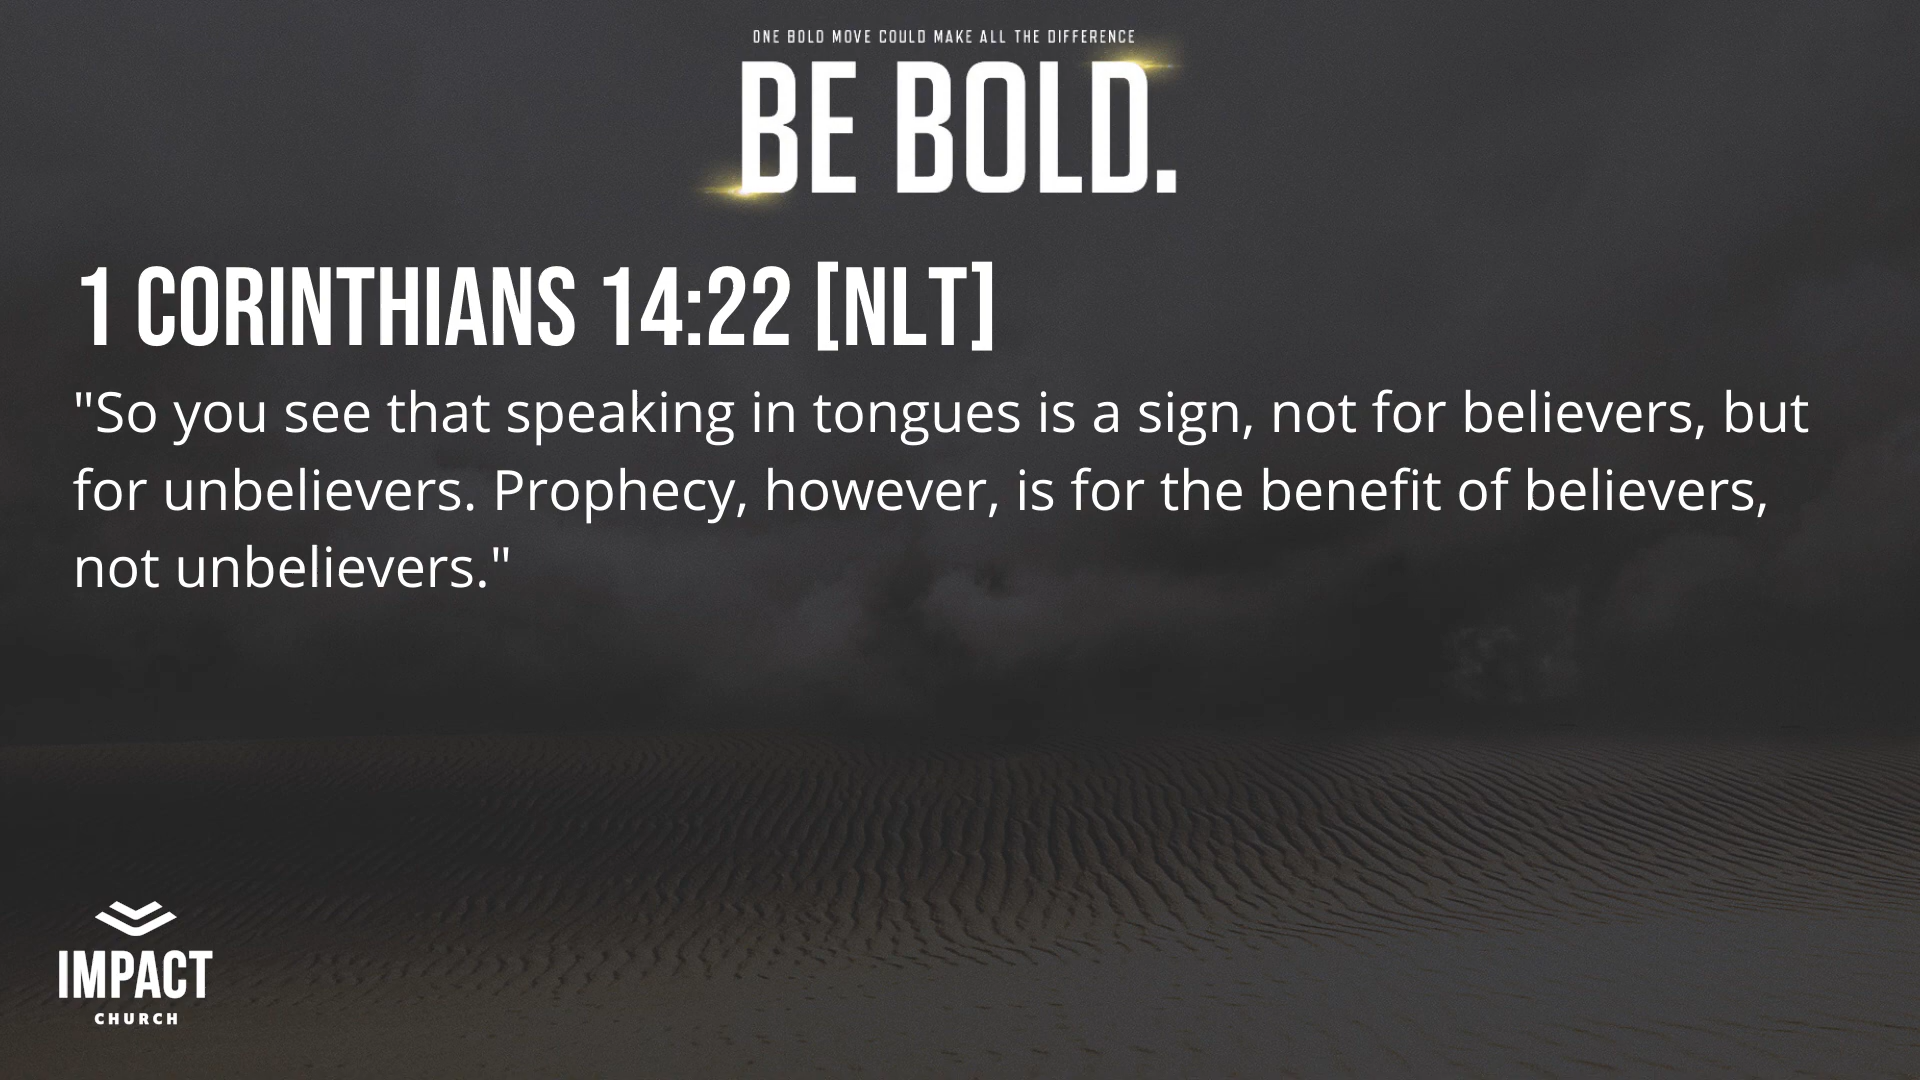 ONE BOLD MOVE COULD MAKE ALL THE DIFFERENCE
BE BOLD.
1 CORINTHIANS 14:22 [NLT]
"So you see that speaking in tongues is a sign, not for believers, but
for unbelievers. Prophecy, however, is for the benefit of believers,
not unbelievers."
IMPACT
CHURCH